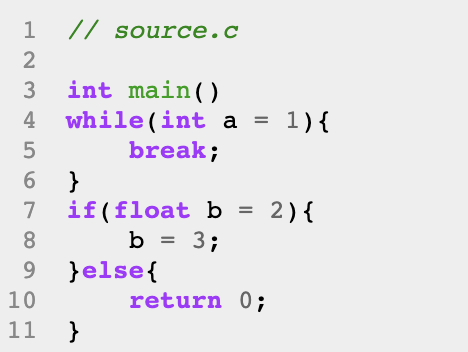 1 // source.c
2
3 int main()
4 while(int a = 1){
5     break;
6 }
7 if(float b = 2){
8     b = 3;
9 }else{
10     return 0;
11 }